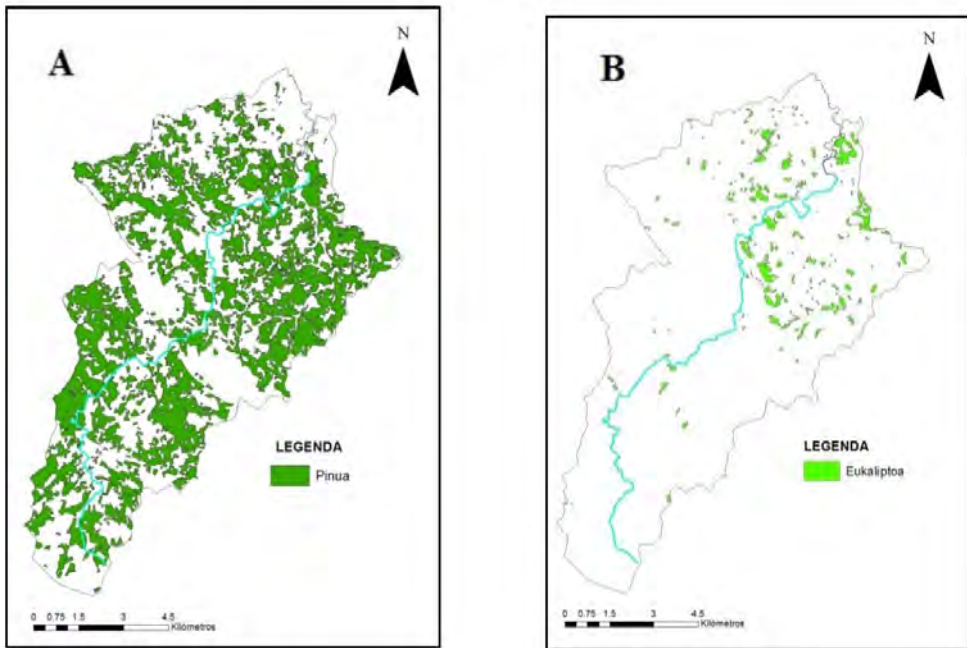 A
N
LEGENDA
Pinua
0 0.75 1.5 3 4.5
Kilómetros
B
N
LEGENDA
Eukaliptoa
0 0.75 1.5 3 4.5
Kilómetros